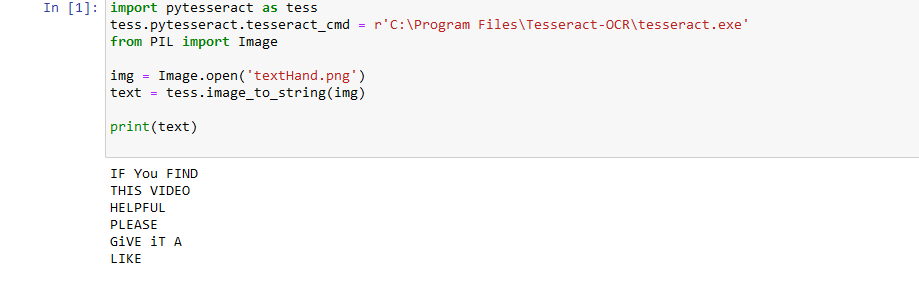 In [1]: import pytesseract as tess
tess.pytesseract.tesseract_cmd = r'C:\Program Files\Tesseract-OCR\tesseract.exe'
from PIL import Image
img = Image.open('textHand.png')
text = tess.image_to_string(img)
print(text)
IF You FIND
THIS VIDEO
HELPFUL
PLEASE
GiVE iT A
LIKE